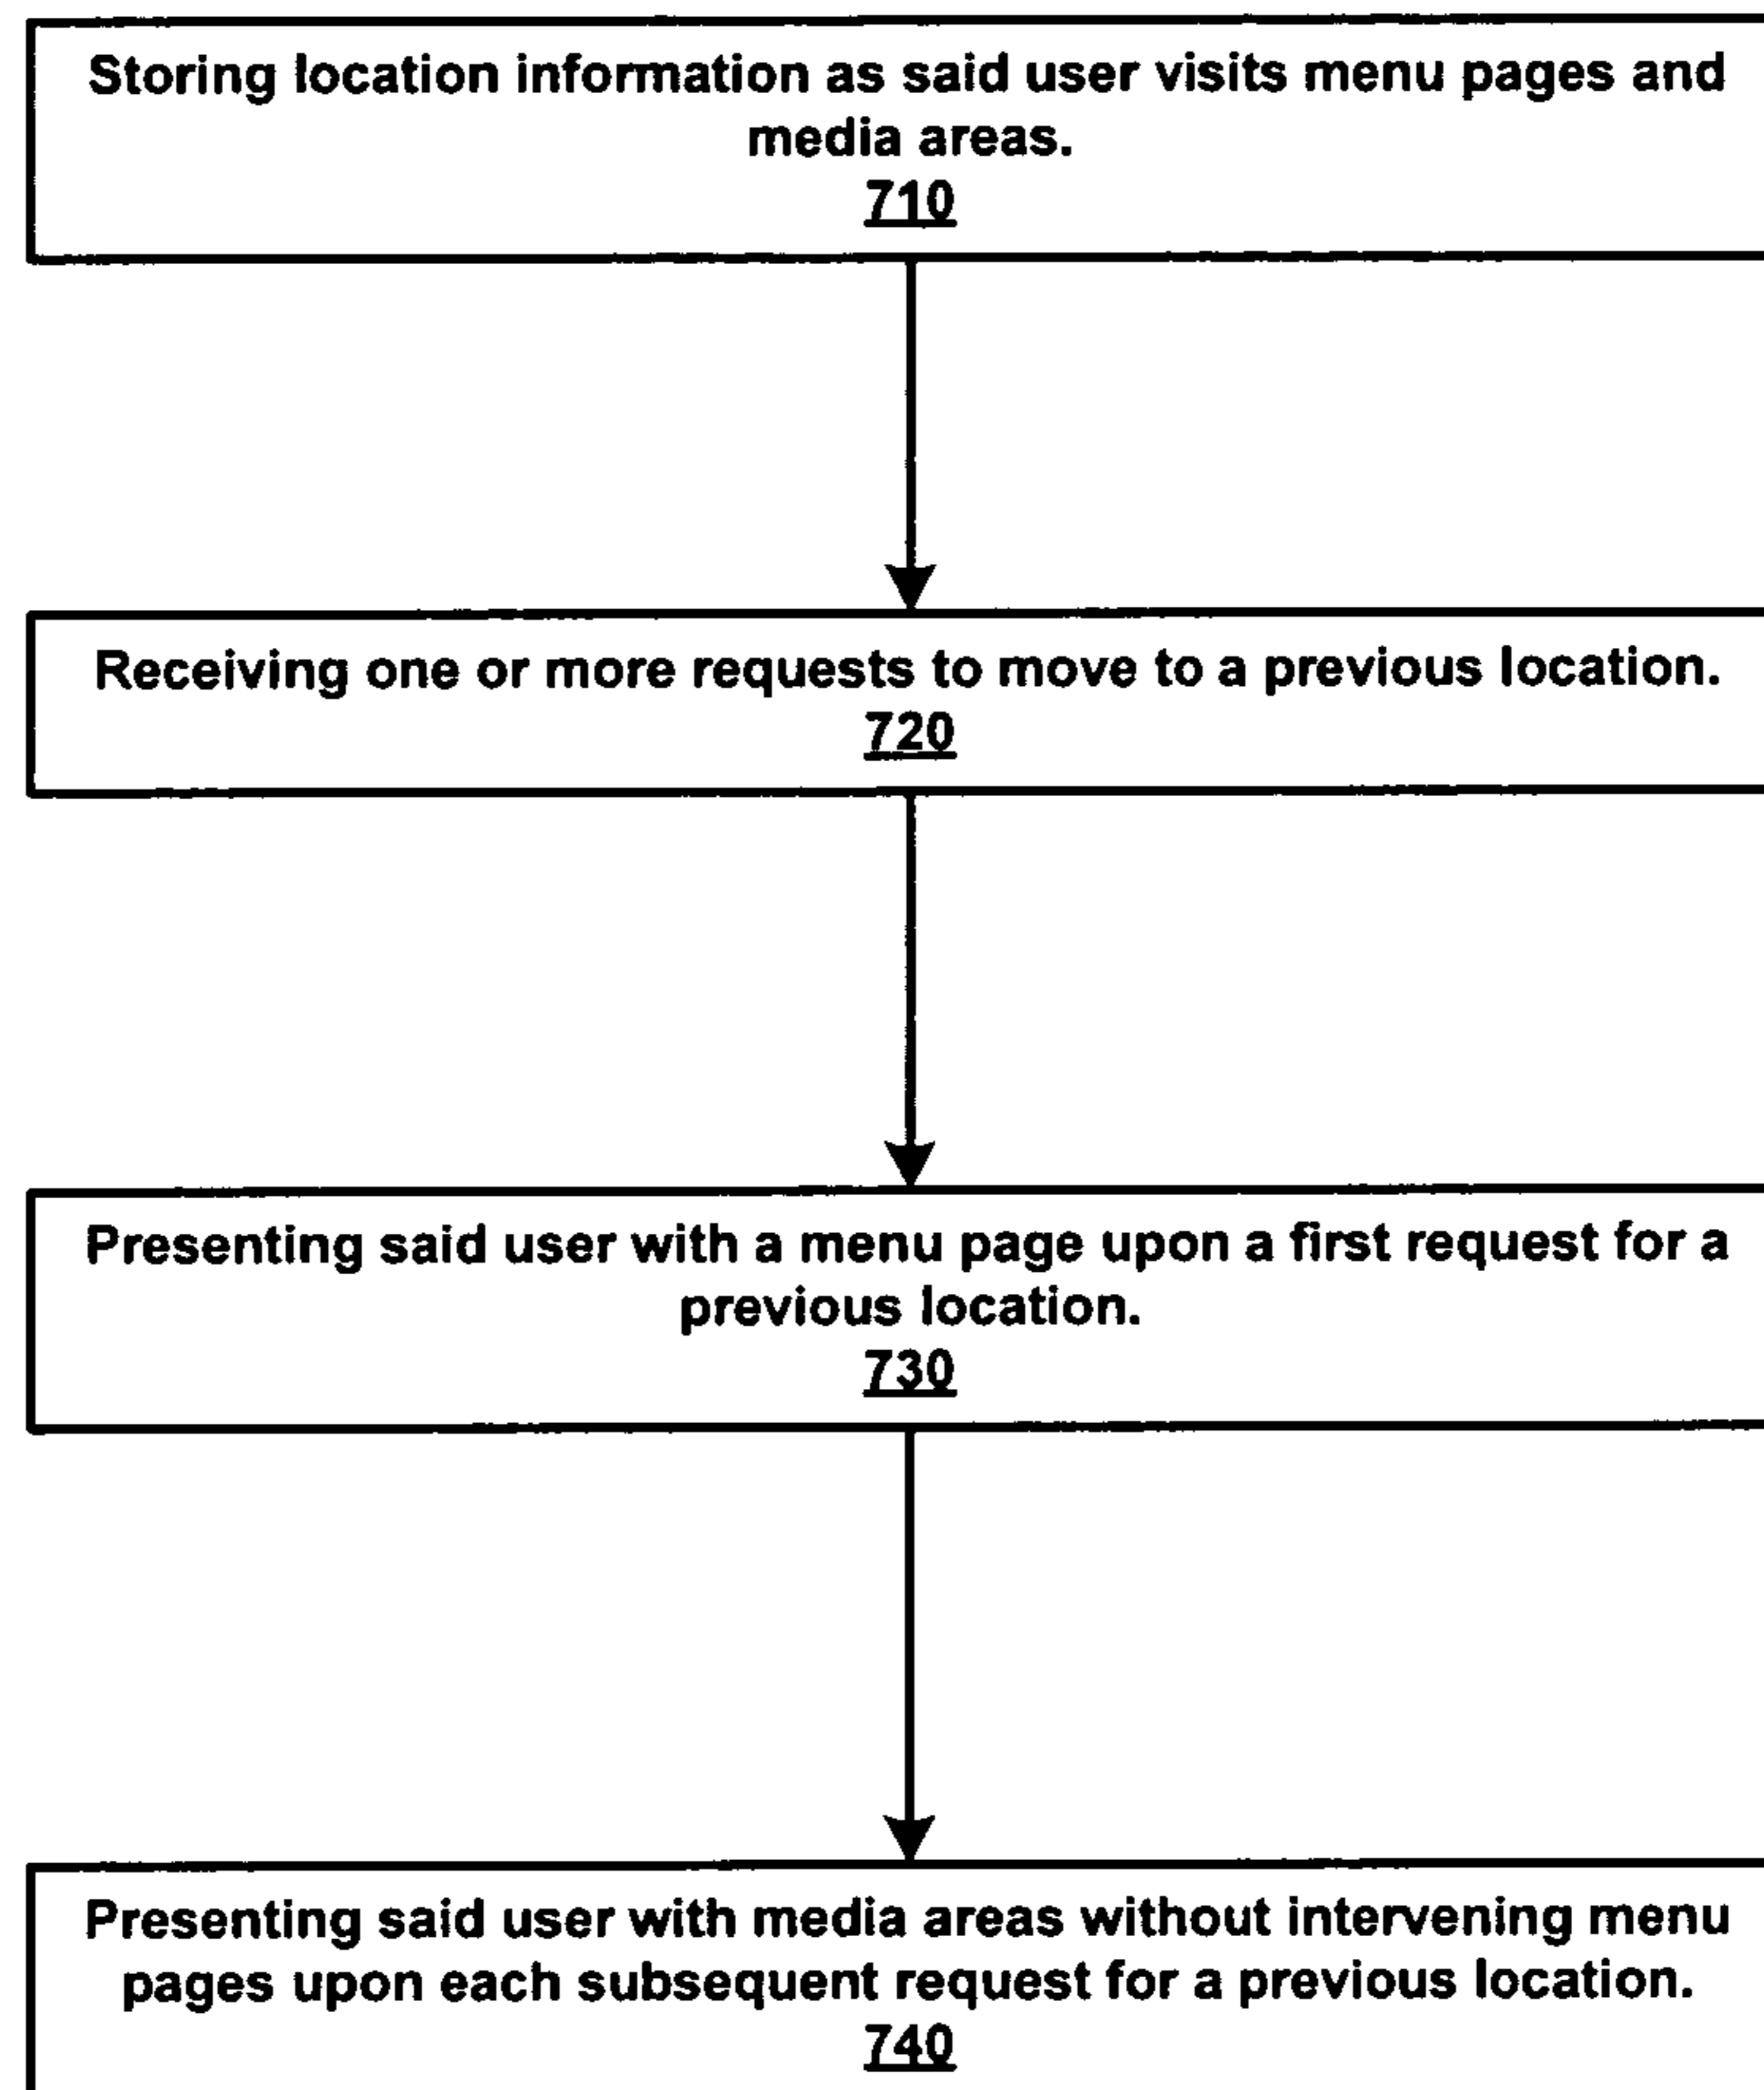 Storing location information as said user visits menu pages and
media areas.
710
Receiving one or more requests to move to a previous location.
720
Presenting said user with a menu page upon a first request for a
previous location.
730
Presenting said user with media areas without intervening menu
pages upon each subsequent request for a previous location.
740